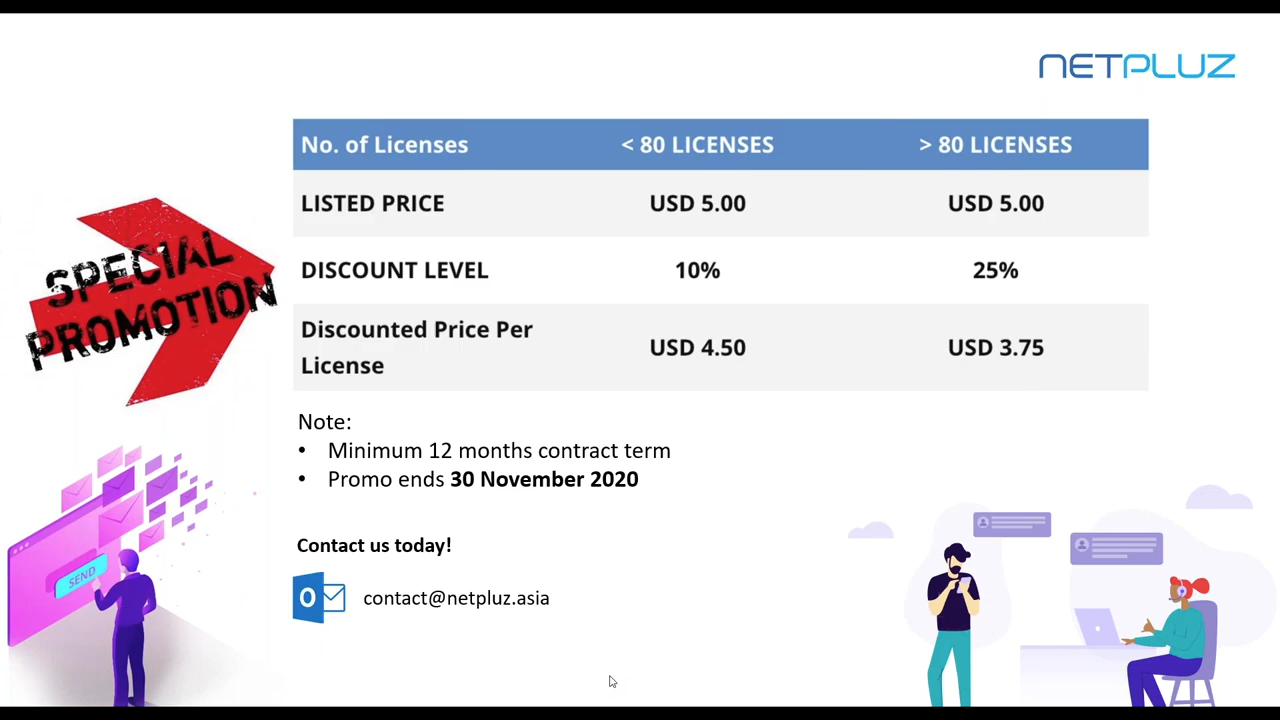 NETPLUZ
No. of Licenses < 80 LICENSES > 80 LICENSES
LISTED PRICE USD 5.00 USD 5.00
DISCOUNT LEVEL 10% 25%
Discounted Price Per
License USD 4.50 USD 3.75
SPECIAL
PROMOTION
Note:
• Minimum 12 months contract term
• Promo ends 30 November 2020
Contact us today!
O contact@netpluz.asia
SEND